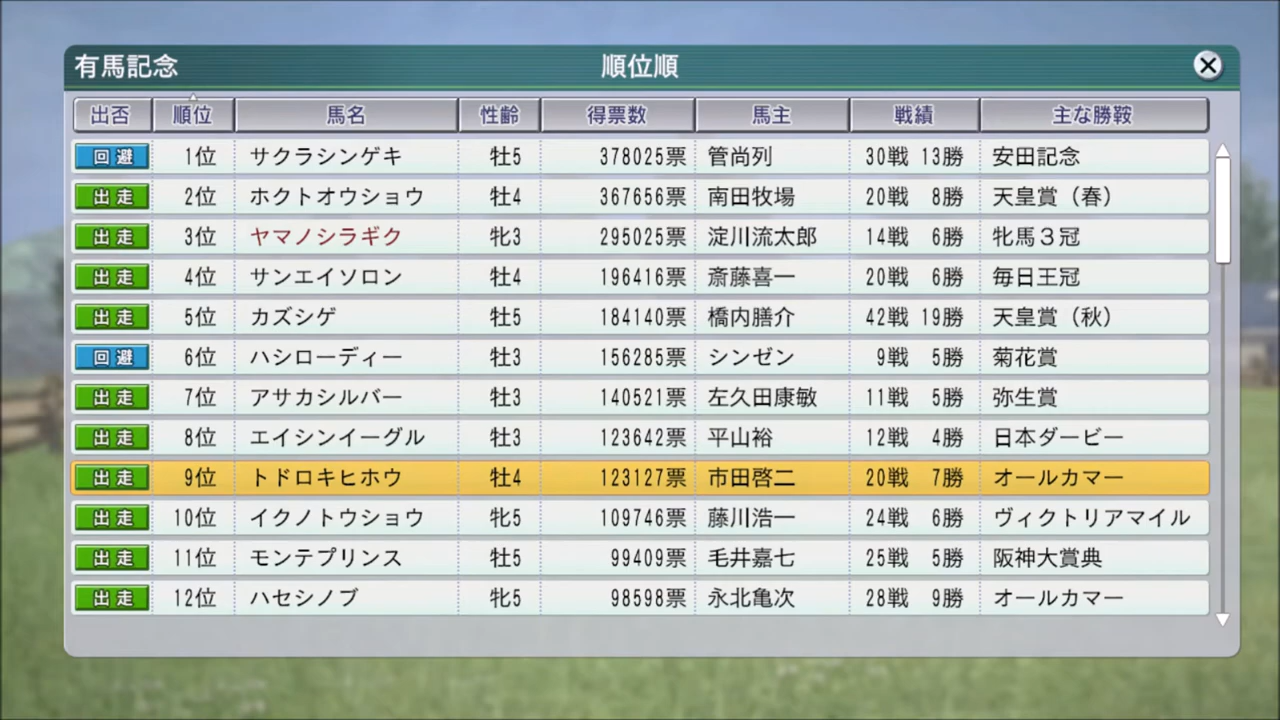 有馬記念 順位順
出否 順位 馬名 性齢 得票数 馬主 戦績 主な勝鞍
回避 1位 サクラシンゲキ 牡5 378025票 管尚列 30戦 13勝 安田記念
出走 2位 ホクトオウショウ 牡4 367656票 南田牧場 20戦 8勝 天皇賞（春）
出走 3位 ヤマノシラギク 牝3 295025票 淀川流太郎 14戦 6勝 牝馬３冠
出走 4位 サンエイソロン 牡4 196416票 斎藤喜一 20戦 6勝 毎日王冠
出走 5位 カズシゲ 牡5 184140票 橋内膳介 42戦 19勝 天皇賞（秋）
回避 6位 ハシローディー 牡3 156285票 シンゼン 9戦 5勝 菊花賞
出走 7位 アサカシルバー 牡3 140521票 左久田康敏 11戦 5勝 弥生賞
出走 8位 エイシンイーグル 牡3 123642票 平山裕 12戦 4勝 日本ダービー
出走 9位 トドロキヒホウ 牡4 123127票 市田啓二 20戦 7勝 オールカマー
出走 10位 イクノトウショウ 牝5 109746票 藤川浩一 24戦 6勝 ヴィクトリアマイル
出走 11位 モンテプリンス 牡5 99409票 毛井嘉七 25戦 5勝 阪神大賞典
出走 12位 ハセシノブ 牝5 98598票 永北亀次 28戦 9勝 オールカマー